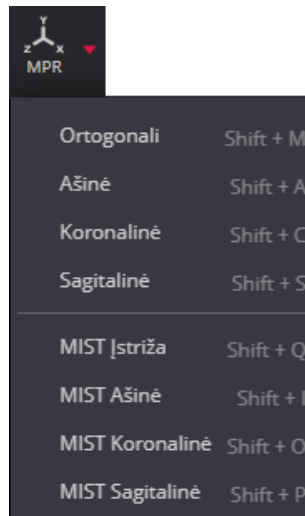 Y
Z X
MPR
Ortogonali Shift + M
Ašinė Shift + A
Koronalinė Shift + C
Sagitalinė Shift + S
MIST Įstriža Shift + Q
MIST Ašinė Shift + I
MIST Koronalinė Shift + O
MIST Sagitalinė Shift + P